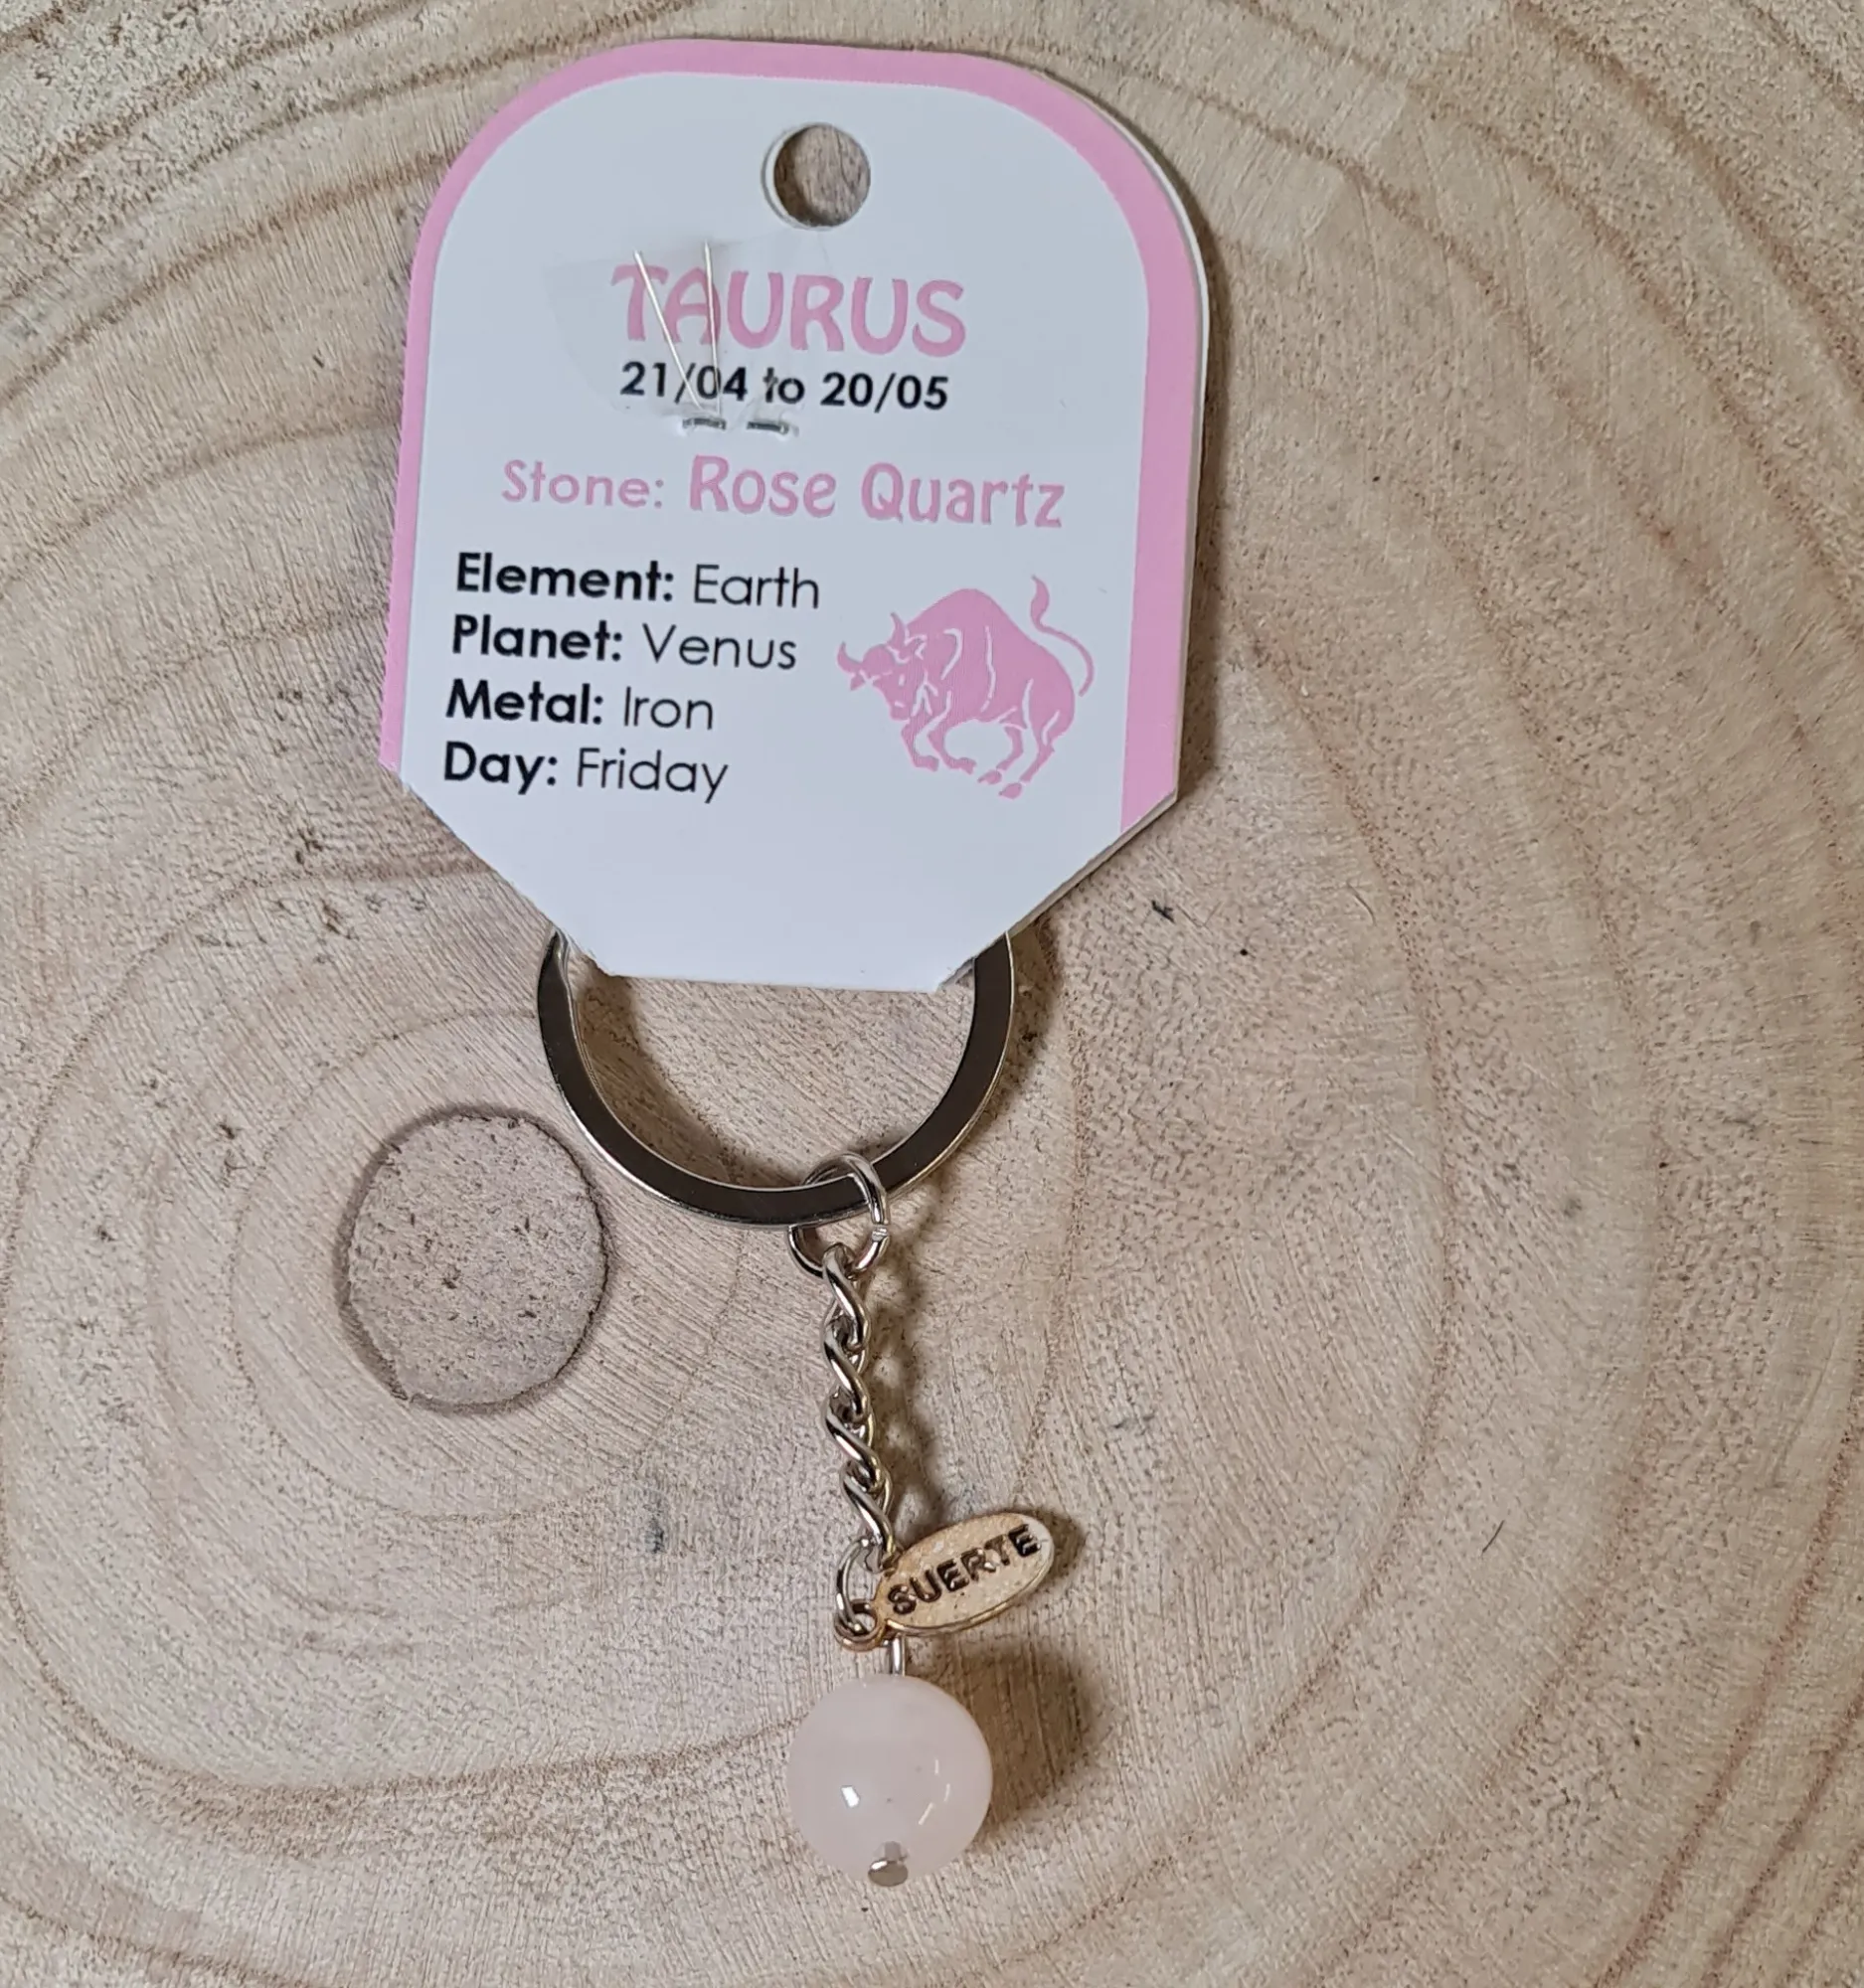 TAURUS
21/04 to 20/05
Stone: Rose Quartz
Element: Earth
Planet: Venus
Metal: Iron
Day: Friday
SUERTE